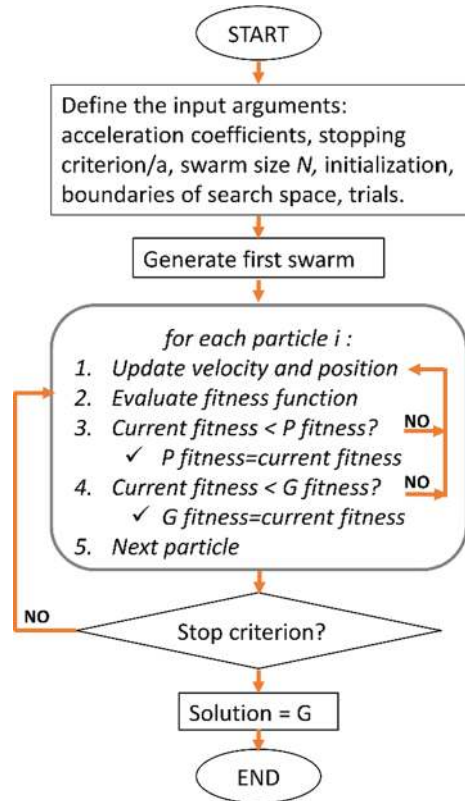 START
Define the input arguments:
acceleration coefficients, stopping
criterion/a, swarm size N, initialization,
boundaries of search space, trials.
Generate first swarm
for each particle i :
1. Update velocity and position
2. Evaluate fitness function
3. Current fitness < P fitness? NO
✓ P fitness=current fitness
4. Current fitness < G fitness? NO
✓ G fitness=current fitness
5. Next particle
NO
Stop criterion?
Solution = G
END